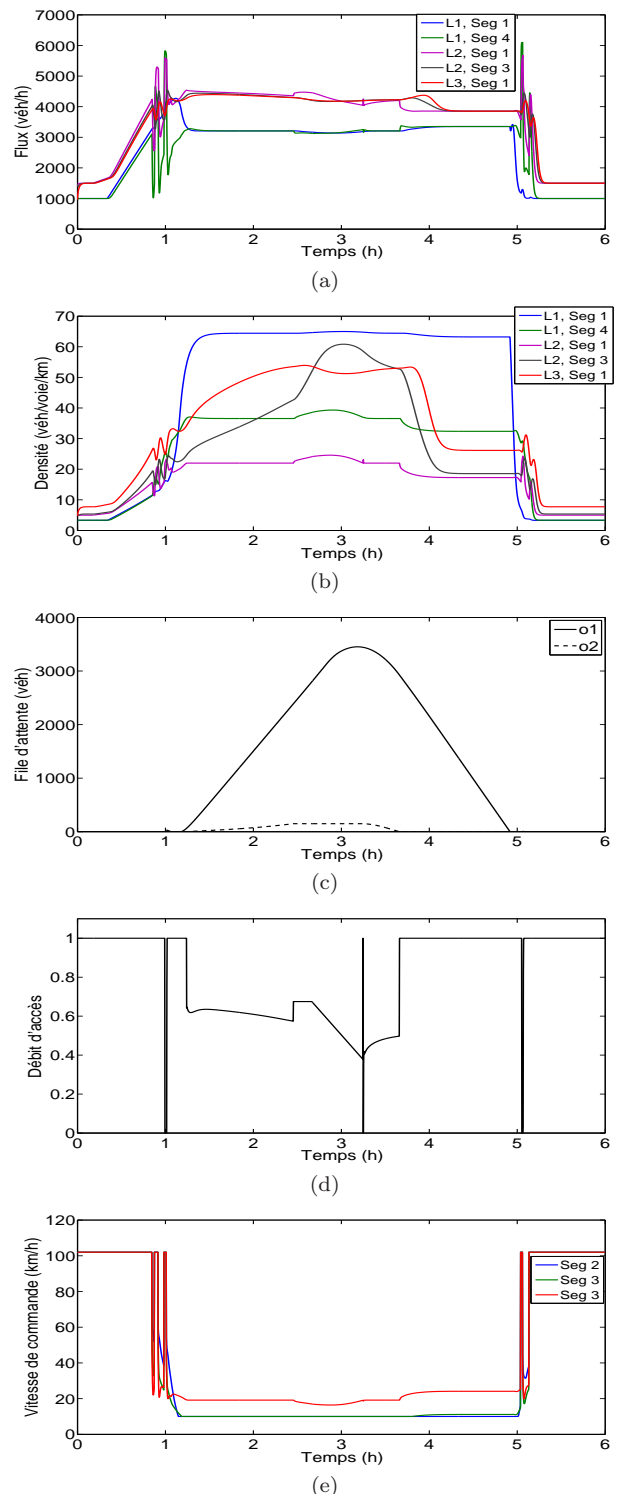 7000
6000
5000
4000
3000
2000
1000
0
Flux (véh/h)
L1, Seg 1
L1, Seg 4
L2, Seg 1
L2, Seg 3
L3, Seg 1
0 1 2 3 4 5 6
Temps (h)
(a)
70
60
50
40
30
20
10
0
Densité (véh/voie/km)
L1, Seg 1
L1, Seg 4
L2, Seg 1
L2, Seg 3
L3, Seg 1
0 1 2 3 4 5 6
Temps (h)
(b)
4000
3000
2000
1000
0
File d'attente (véh)
o1
o2
0 1 2 3 4 5 6
Temps (h)
(c)
1
0.8
0.6
0.4
0.2
0
Débit d'accès
0 1 2 3 4 5 6
Temps (h)
(d)
120
100
80
60
40
20
0
Vitesse de commande (km/h)
Seg 2
Seg 3
Seg 3
0 1 2 3 4 5 6
Temps (h)
(e)